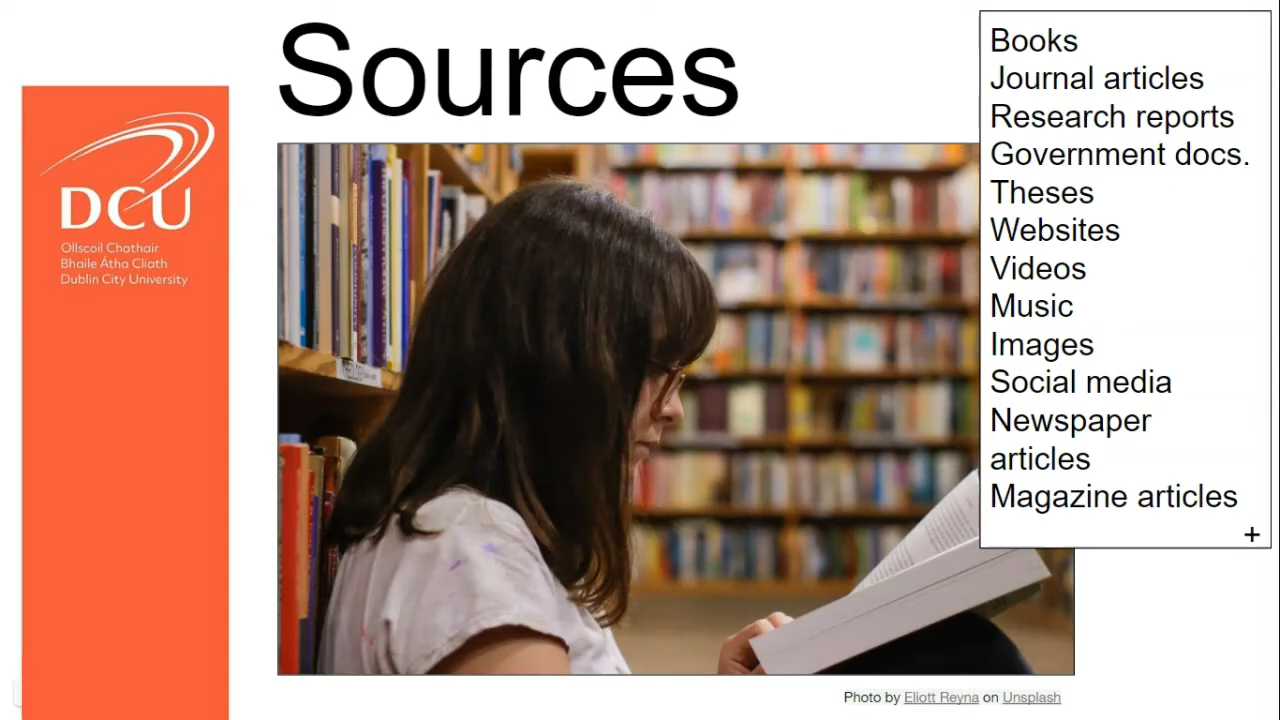 Sources
Books
Journal articles
Research reports
Government docs.
Theses
Websites
Videos
Music
Images
Social media
Newspaper
articles
Magazine articles
+
DCU
Ollscoil Chathair
Bhaile Átha Cliath
Dublin City University
Photo by Eliott Reyna on Unsplash